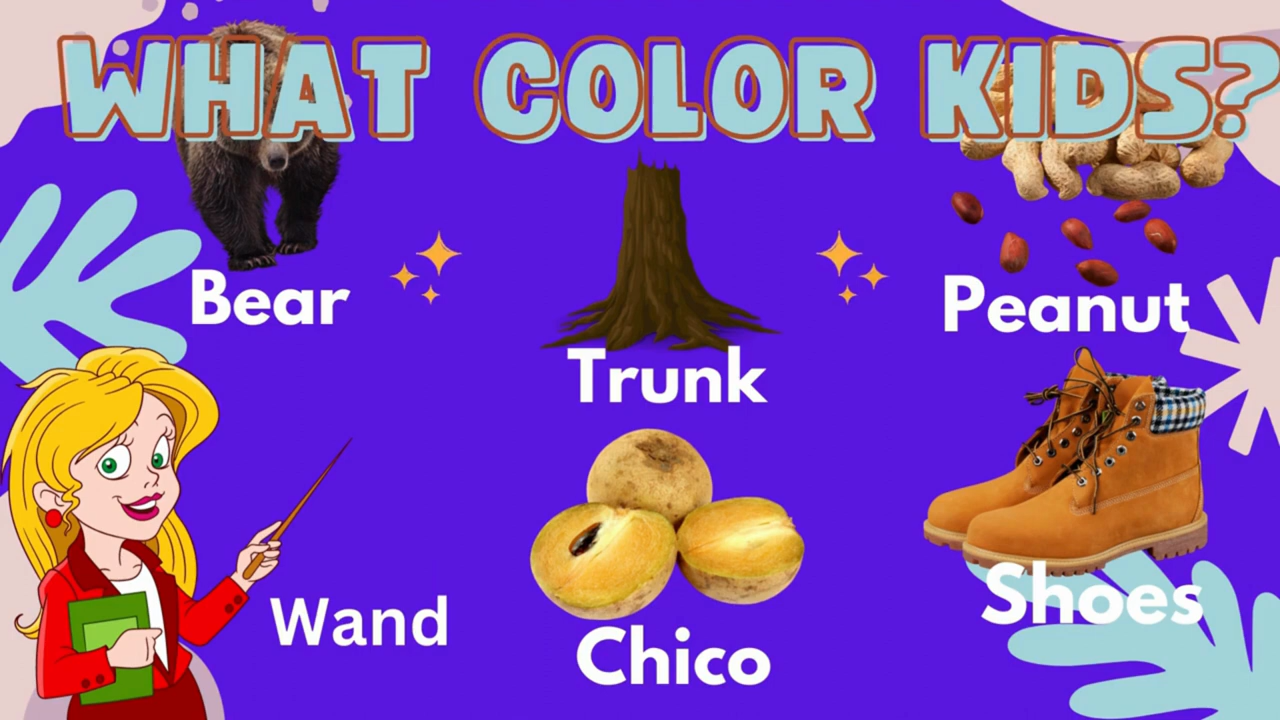 WHAT COLOR KIDS?
Bear
Trunk
Peanut
Wand
Chico
Shoes